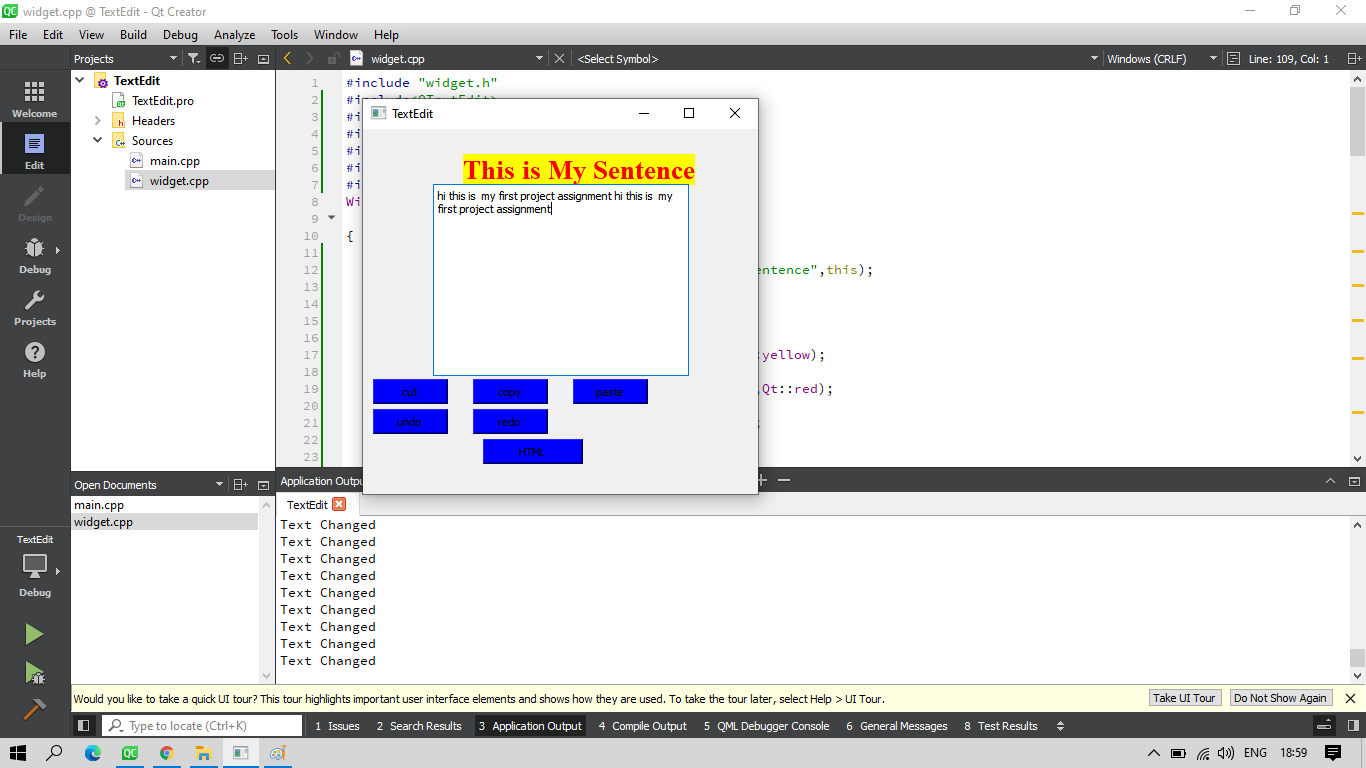 widget.cpp @ TextEdit - Qt Creator
File Edit View Build Debug Analyze Tools Window Help
Projects
widget.cpp
<Select Symbol>
Windows (CRLF)
Line: 109, Col: 1
Welcome
Edit
Design
Debug
Projects
Help
TextEdit
TextEdit.pro
Headers
Sources
main.cpp
widget.cpp
1 #include "widget.h"
2 #include<QTextEdit>
3 #i
4 #i
5 #i
6 #i
7 #i
8 Wi
9
10 {
11
12 entence",this);
13
14
15
16
17 :yellow);
18
19 ,Qt::red);
20
21 ;
22
23
TextEdit
This is My Sentence
hi this is my first project assignment hi this is my
first project assignment
cut copy paste
undo redo
HTML
Open Documents
main.cpp
widget.cpp
Application Outpu
TextEdit
Text Changed
Text Changed
Text Changed
Text Changed
Text Changed
Text Changed
Text Changed
Text Changed
Text Changed
TextEdit
Debug
Would you like to take a quick UI tour? This tour highlights important user interface elements and shows how they are used. To take the tour later, select Help > UI Tour.
Take UI Tour
Do Not Show Again
Type to locate (Ctrl+K)
1 Issues 2 Search Results 3 Application Output 4 Compile Output 5 QML Debugger Console 6 General Messages 8 Test Results
ENG 18:59